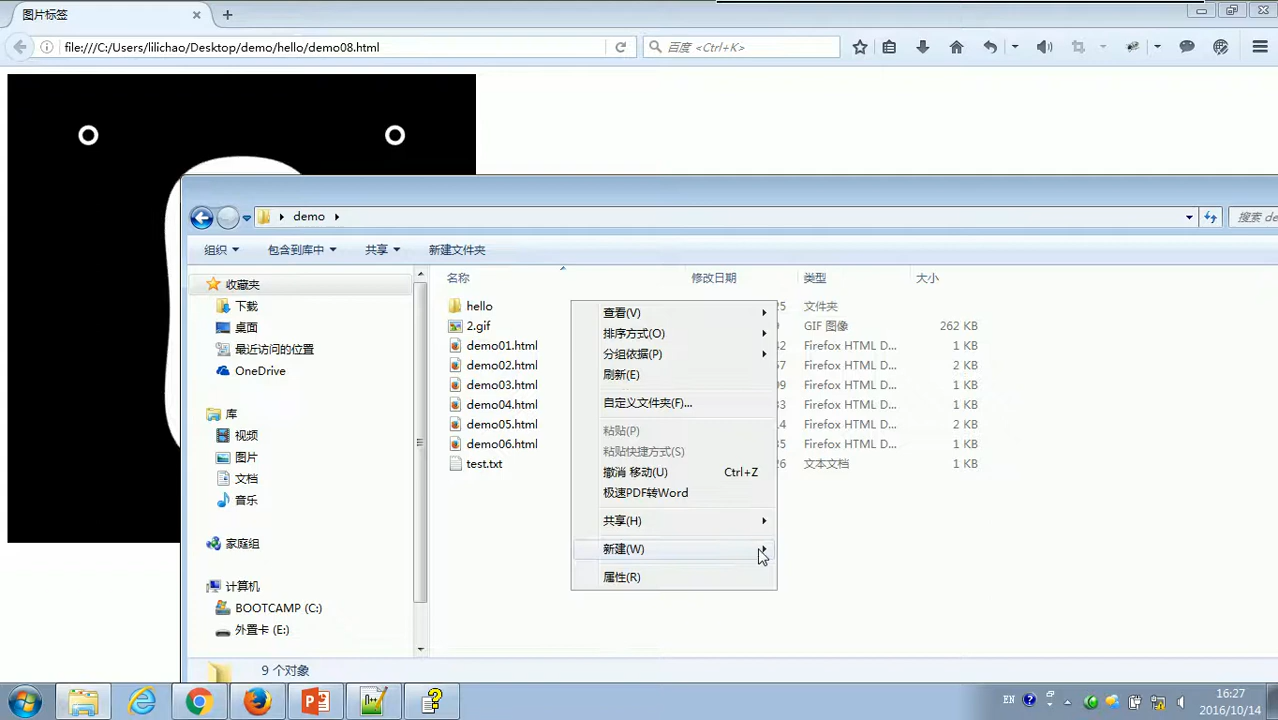 图片标签
file:///C:/Users/lilichao/Desktop/demo/hello/demo08.html
百度 <Ctrl+K>
demo
搜索 de
组织
包含到库中
共享
新建文件夹
收藏夹
下载
桌面
最近访问的位置
OneDrive
库
视频
图片
文档
音乐
家庭组
计算机
BOOTCAMP (C:)
外置卡 (E:)
名称 修改日期 类型 大小
hello 25 文件夹
2.gif GIF 图像 262 KB
demo01.html 32 Firefox HTML D... 1 KB
demo02.html 57 Firefox HTML D... 2 KB
demo03.html 09 Firefox HTML D... 1 KB
demo04.html 33 Firefox HTML D... 1 KB
demo05.html 14 Firefox HTML D... 2 KB
demo06.html 35 Firefox HTML D... 1 KB
test.txt 26 文本文档 1 KB
查看(V)
排序方式(O)
分组依据(P)
刷新(E)
自定义文件夹(F)...
粘贴(P)
粘贴快捷方式(S)
撤消 移动(U) Ctrl+Z
极速PDF转Word
共享(H)
新建(W)
属性(R)
9 个对象
EN
16:27
2016/10/14